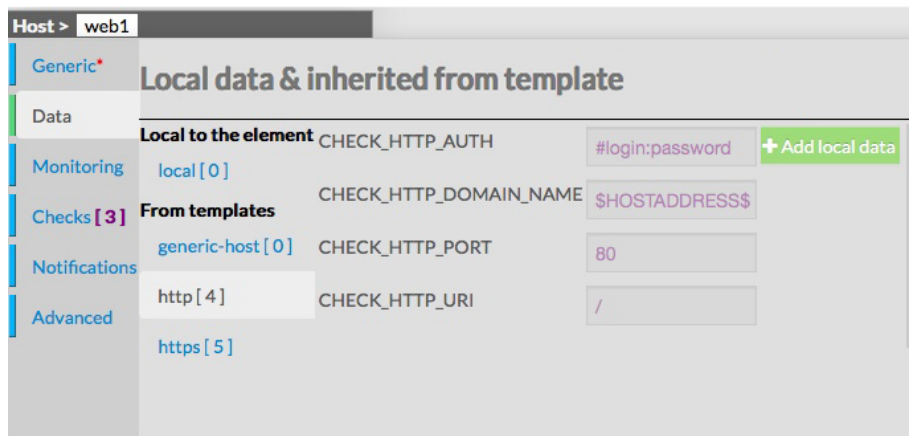 Host > web1
Generic*
Data
Monitoring
Checks [ 3 ]
Notifications
Advanced
Local data & inherited from template
Local to the element
local [ 0 ]
From templates
generic-host [ 0 ]
http [ 4 ]
https [ 5 ]
CHECK_HTTP_AUTH #login:password + Add local data
CHECK_HTTP_DOMAIN_NAME $HOSTADDRESS$
CHECK_HTTP_PORT 80
CHECK_HTTP_URI /